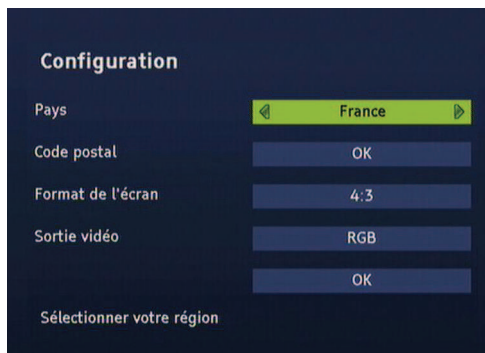 Configuration
Pays France
Code postal OK
Format de l'écran 4:3
Sortie vidéo RGB
OK
Sélectionner votre région